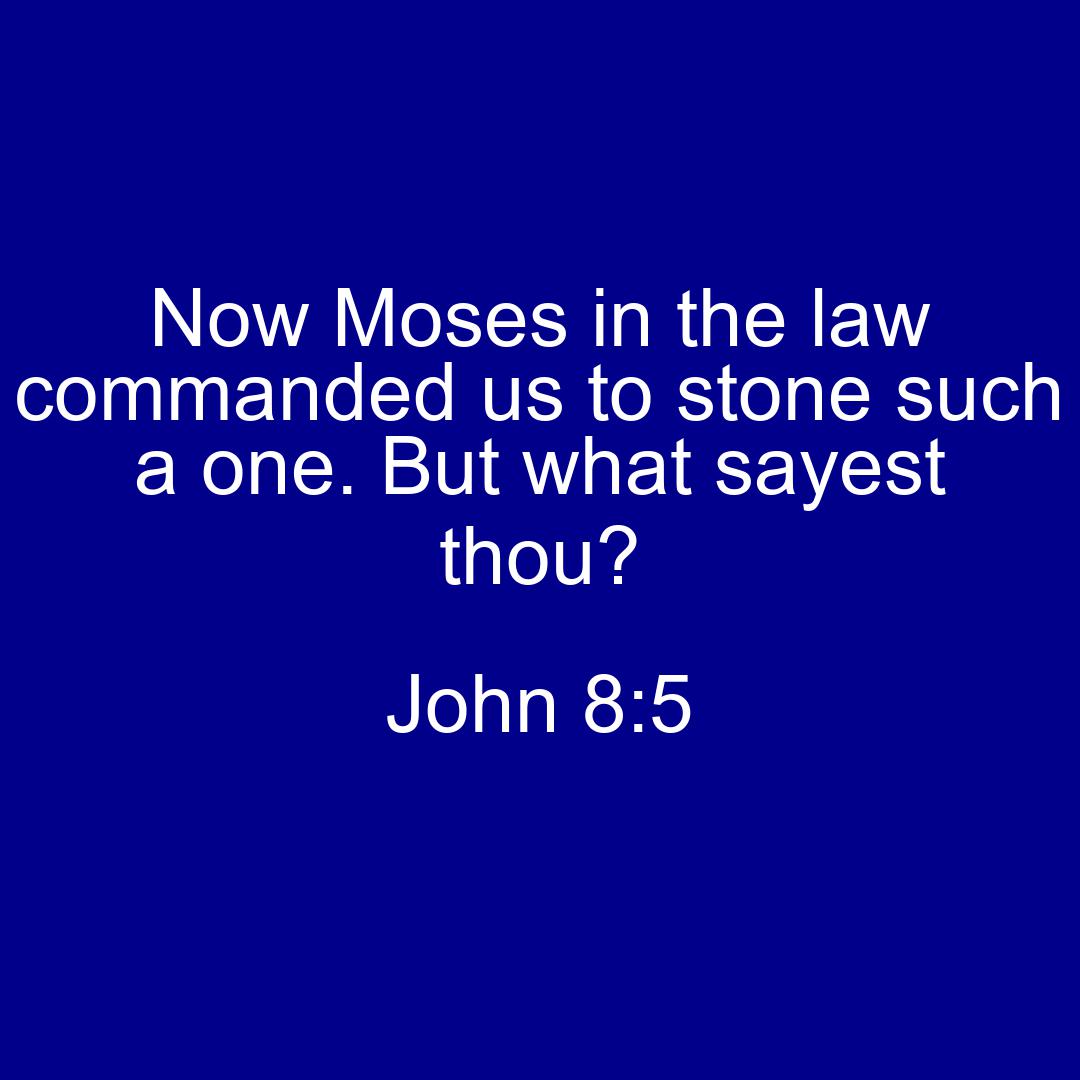 Now Moses in the law
commanded us to stone such
a one. But what sayest
thou?
John 8:5